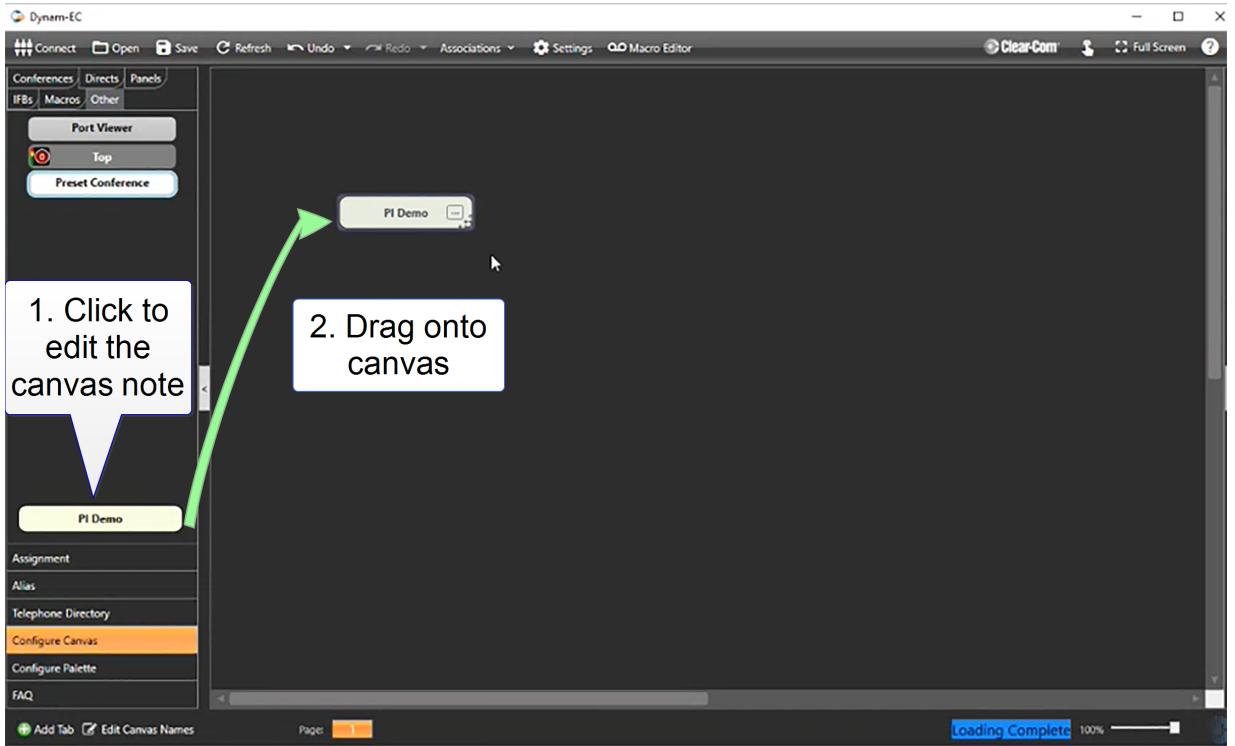 Dynam-EC
Connect Open Save Refresh Undo Redo Associations Settings Macro Editor Clear-Com Full Screen ?
Conferences Directs Panels
IFBs Macros Other
Port Viewer
Top
Preset Conference
PI Demo
1. Click to
edit the
canvas note
2. Drag onto
canvas
PI Demo
Assignment
Alias
Telephone Directory
Configure Canvas
Configure Palette
FAQ
Add Tab Edit Canvas Names Page: 1 Loading Complete 100%